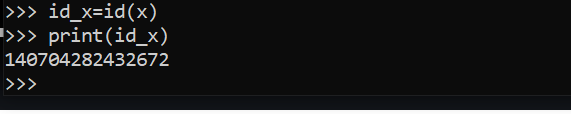 >>> id_x=id(x)
>>> print(id_x)
140704282432672
>>>